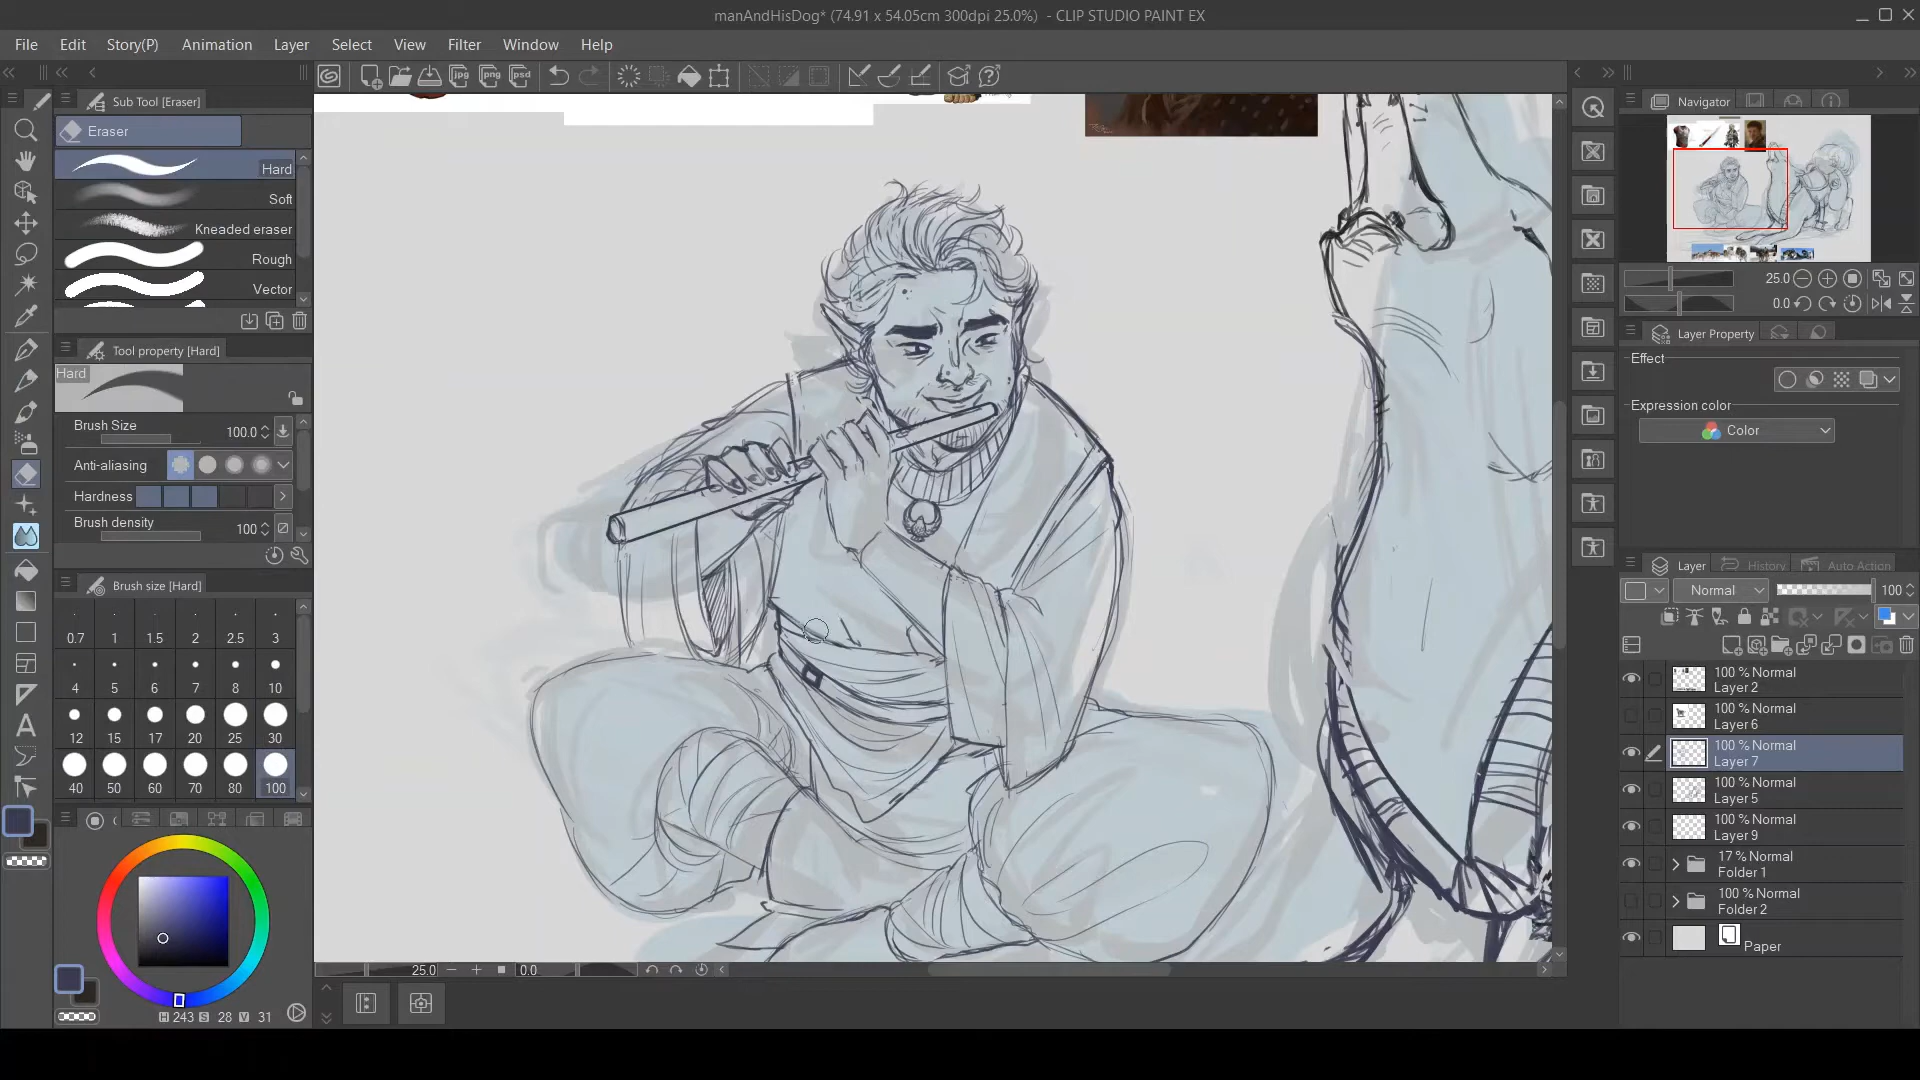 manAndHisDog* (74.91 x 54.05cm 300dpi 25.0%) - CLIP STUDIO PAINT EX
File Edit Story(P) Animation Layer Select View Filter Window Help
jpg png psd
Sub Tool [Eraser]
Eraser
Hard
Soft
Kneaded eraser
Rough
Vector
Tool property [Hard]
Hard
Brush Size 100.0
Anti-aliasing
Hardness
Brush density 100
Brush size [Hard]
0.7 1 1.5 2 2.5 3
4 5 6 7 8 10
12 15 17 20 25 30
40 50 60 70 80 100
H 243 S 28 V 31
25.0 0.0
Navigator
25.0
0.0
Layer Property
Effect
Expression color
Color
Layer History Auto Action
Normal 100
100 % Normal
Layer 2
100 % Normal
Layer 6
100 % Normal
Layer 7
100 % Normal
Layer 5
100 % Normal
Layer 9
17 % Normal
Folder 1
100 % Normal
Folder 2
Paper